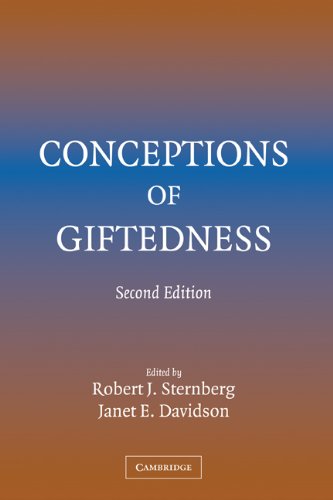 CONCEPTIONS
OF
GIFTEDNESS
Second Edition
Edited by
Robert J. Sternberg
Janet E. Davidson
CAMBRIDGE